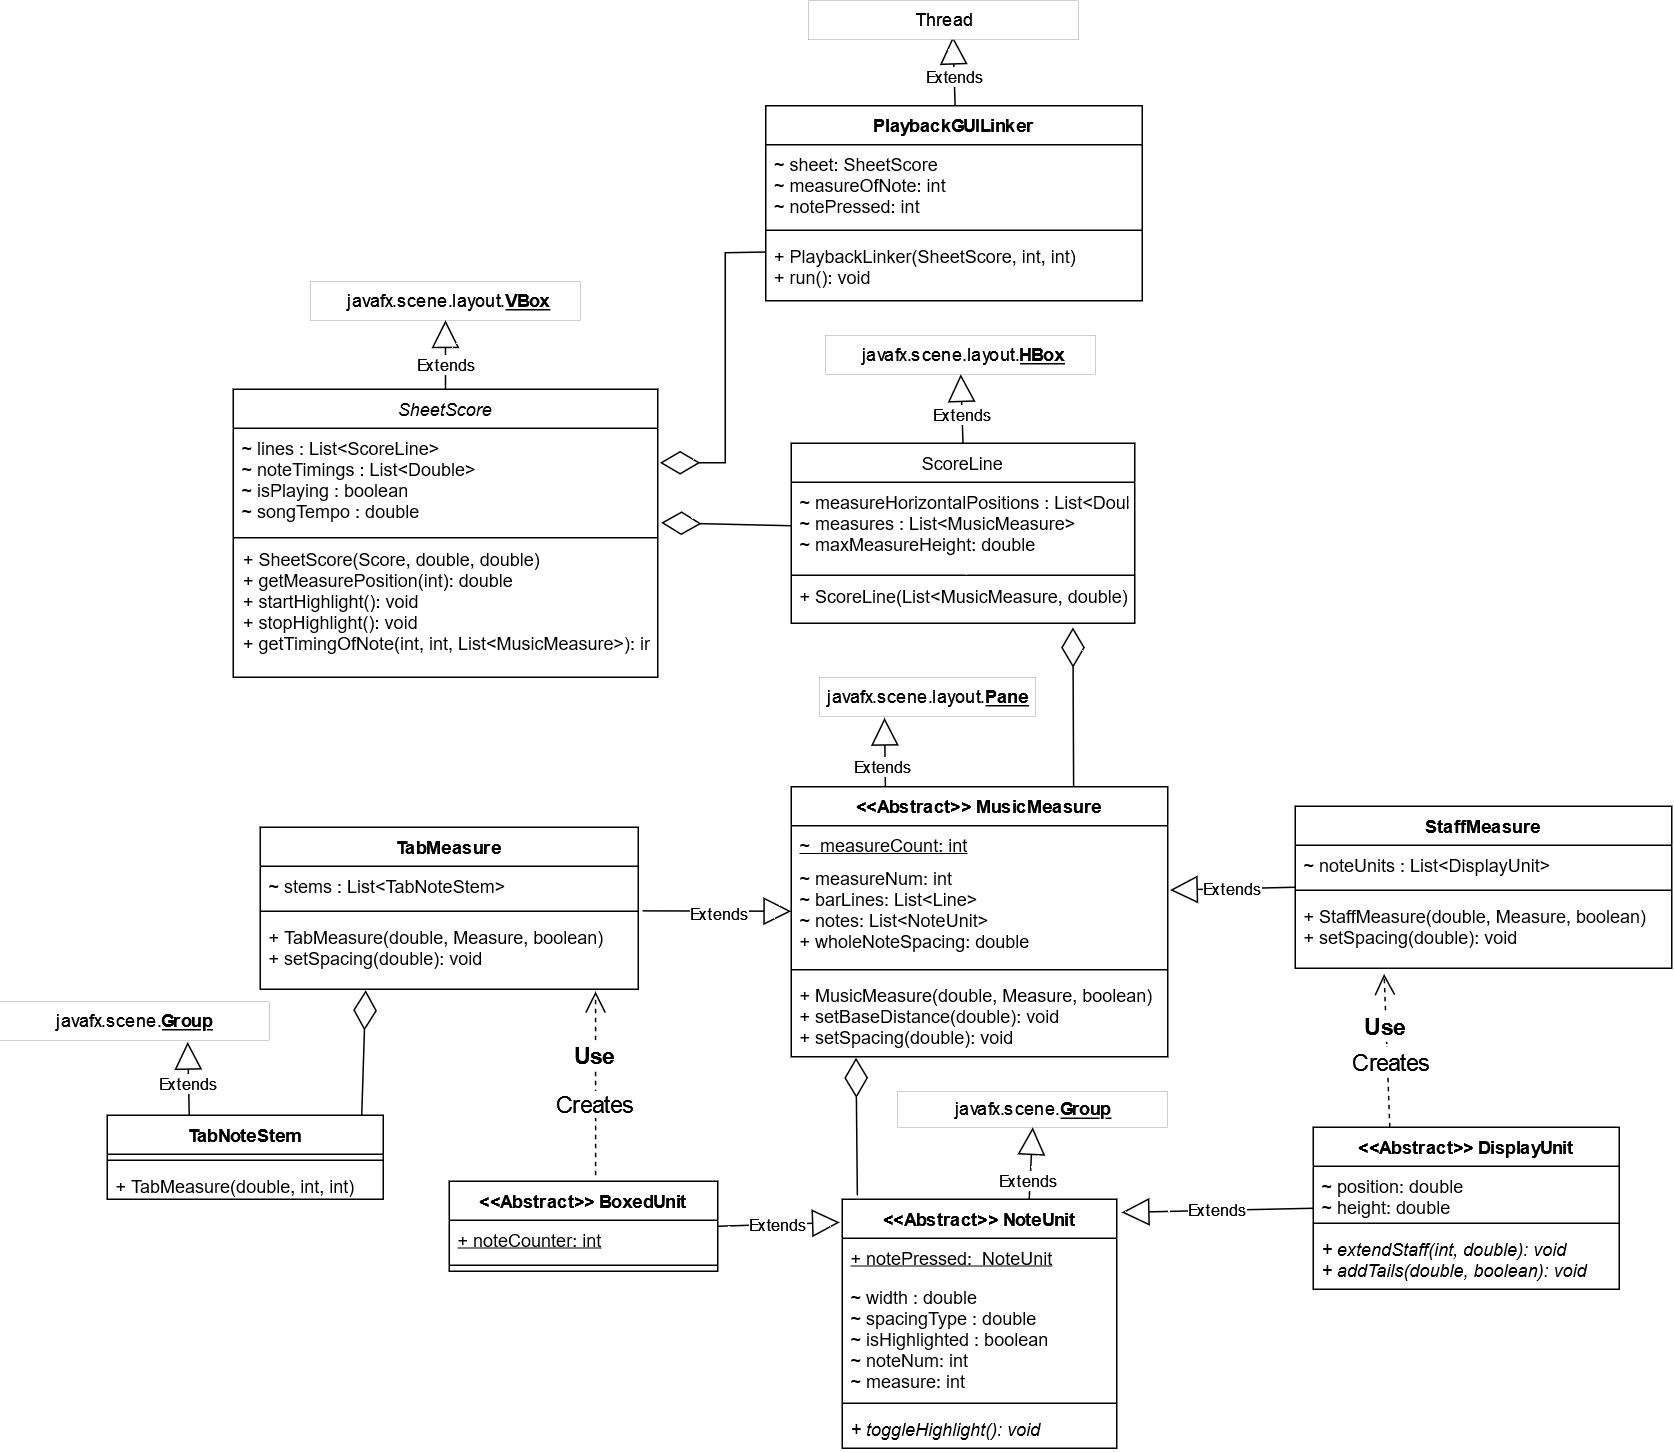 Thread
Extends
PlaybackGUILinker
~ sheet: SheetScore
~ measureOfNote: int
~ notePressed: int
+ PlaybackLinker(SheetScore, int, int)
+ run(): void
javafx.scene.layout.VBox
Extends
SheetScore
~ lines : List<ScoreLine>
~ noteTimings : List<Double>
~ isPlaying : boolean
~ songTempo : double
+ SheetScore(Score, double, double)
+ getMeasurePosition(int): double
+ startHighlight(): void
+ stopHighlight(): void
+ getTimingOfNote(int, int, List<MusicMeasure>): ir
javafx.scene.layout.HBox
Extends
ScoreLine
~ measureHorizontalPositions : List<Doul
~ measures : List<MusicMeasure>
~ maxMeasureHeight: double
+ ScoreLine(List<MusicMeasure, double)
javafx.scene.layout.Pane
Extends
<<Abstract>> MusicMeasure
~  measureCount: int
~ measureNum: int
~ barLines: List<Line>
~ notes: List<NoteUnit>
+ wholeNoteSpacing: double
+ MusicMeasure(double, Measure, boolean)
+ setBaseDistance(double): void
+ setSpacing(double): void
TabMeasure
~ stems : List<TabNoteStem>
+ TabMeasure(double, Measure, boolean)
+ setSpacing(double): void
Extends
StaffMeasure
~ noteUnits : List<DisplayUnit>
+ StaffMeasure(double, Measure, boolean)
+ setSpacing(double): void
Extends
javafx.scene.Group
Extends
TabNoteStem
+ TabMeasure(double, int, int)
Use
Creates
<<Abstract>> BoxedUnit
+ noteCounter: int
Extends
javafx.scene.Group
Extends
<<Abstract>> NoteUnit
+ notePressed:  NoteUnit
~ width : double
~ spacingType : double
~ isHighlighted : boolean
~ noteNum: int
~ measure: int
+ toggleHighlight(): void
Use
Creates
<<Abstract>> DisplayUnit
~ position: double
~ height: double
+ extendStaff(int, double): void
+ addTails(double, boolean): void
Extends